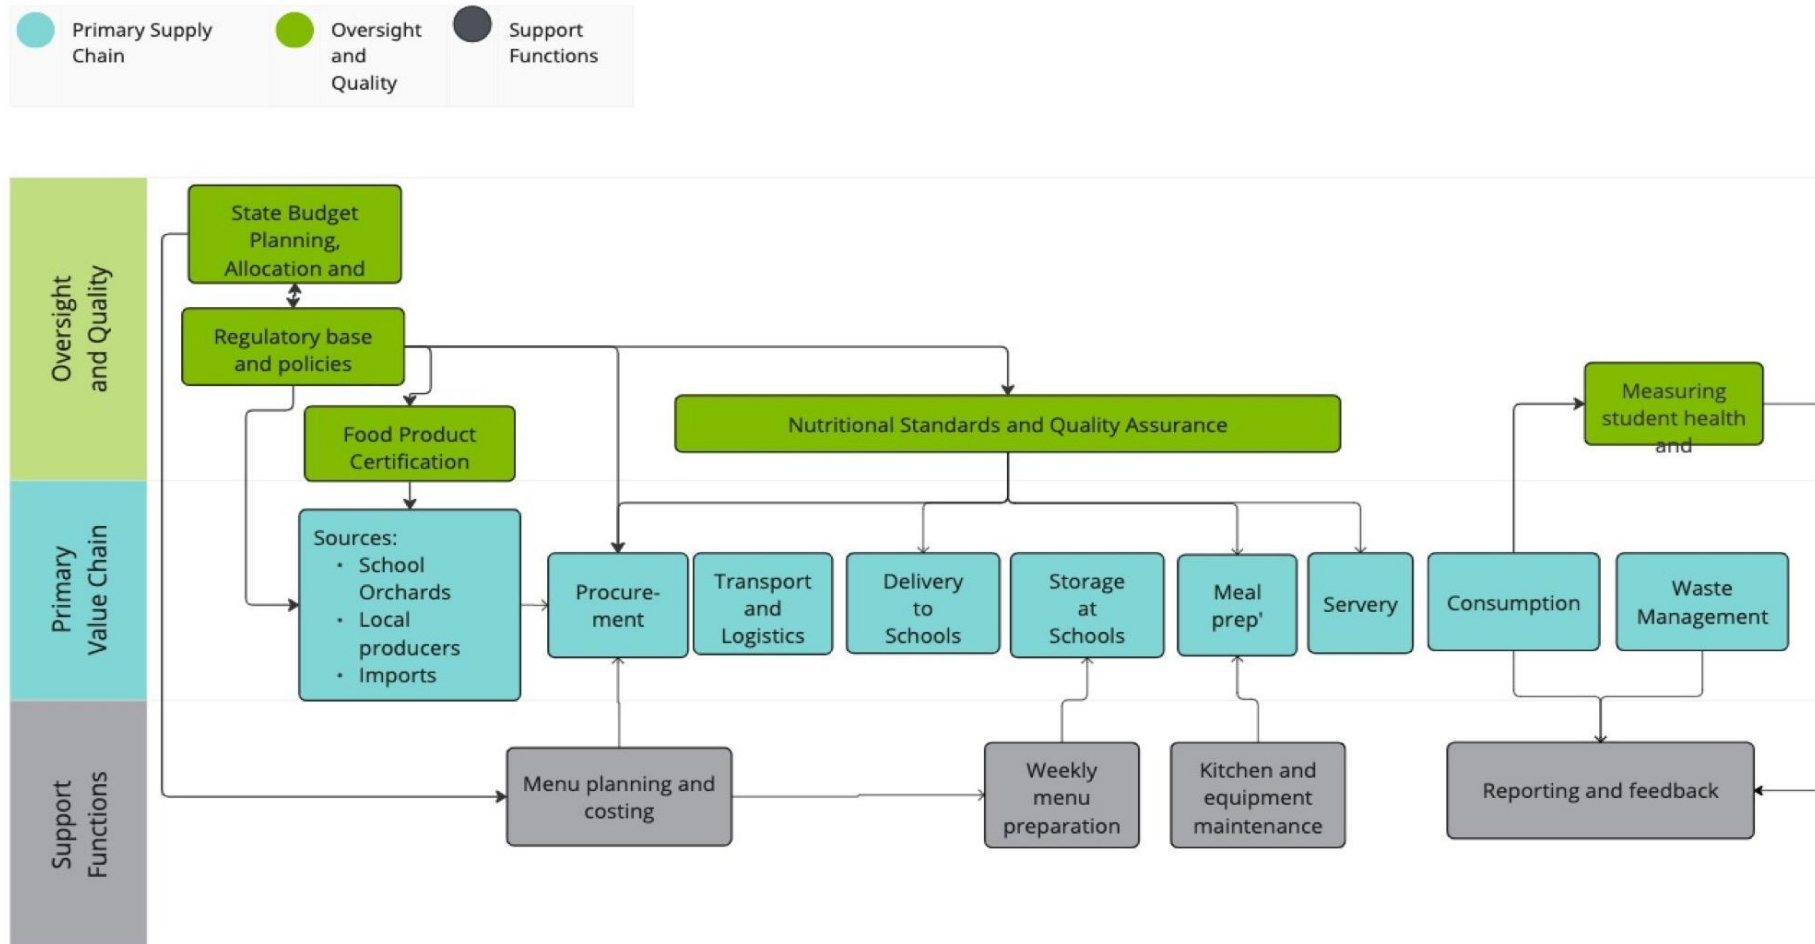 Primary Supply
Chain
Oversight
and
Quality
Support
Functions
Oversight
and Quality
State Budget
Planning,
Allocation and
Regulatory base
and policies
Food Product
Certification
Nutritional Standards and Quality Assurance
Measuring
student health
and
Primary
Value Chain
Sources:
• School
Orchards
• Local
producers
• Imports
Procure-
ment
Transport
and
Logistics
Delivery
to
Schools
Storage
at
Schools
Meal
prep'
Servery
Consumption
Waste
Management
Support
Functions
Menu planning and
costing
Weekly
menu
preparation
Kitchen and
equipment
maintenance
Reporting and feedback